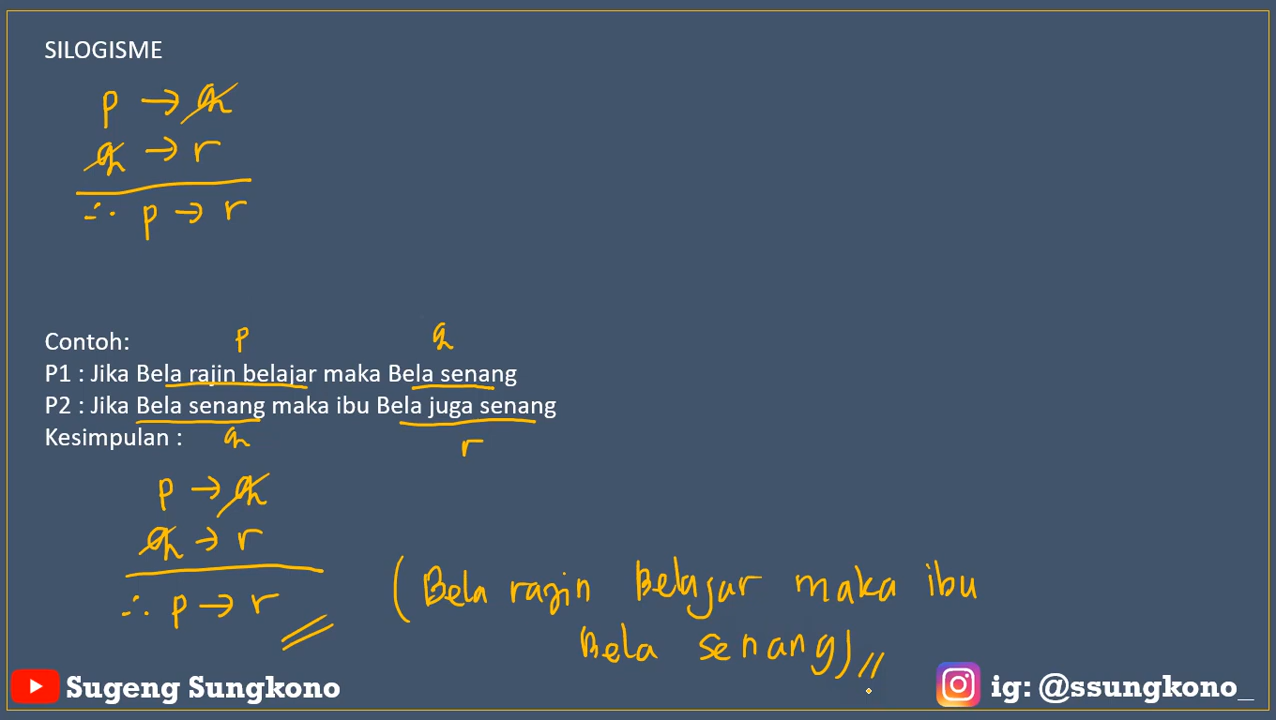 SILOGISME
p → q
q → r
∴ p → r
Contoh:
p q
P1 : Jika Bela rajin belajar maka Bela senang
P2 : Jika Bela senang maka ibu Bela juga senang
Kesimpulan : q r
p → q
q → r
∴ p → r
(Bela rajin Belajar maka ibu
Bela senang) //
Sugeng Sungkono
ig: @ssungkono_